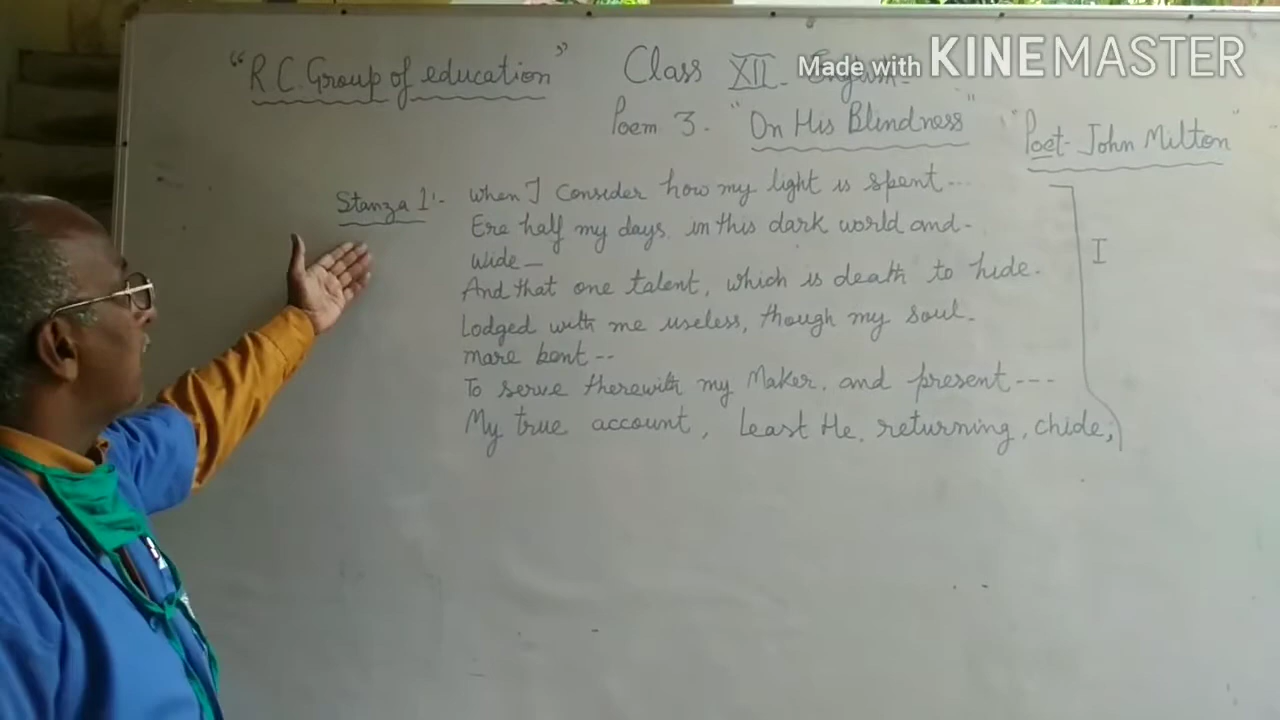 "R.C. Group of education"
Class XII - English -
Made with KINEMASTER
Poem 3. "On His Blindness"
"Poet - John Milton"
Stanza 1:- When I Consider how my light is spent...
Ere half my days. in this dark world and-
wide_
And that one talent, which is death to hide.
Lodged with me useless, though my soul.
more bent --
To serve therewith my Maker. and present ---
My true account, Least He. returning, chide,
I